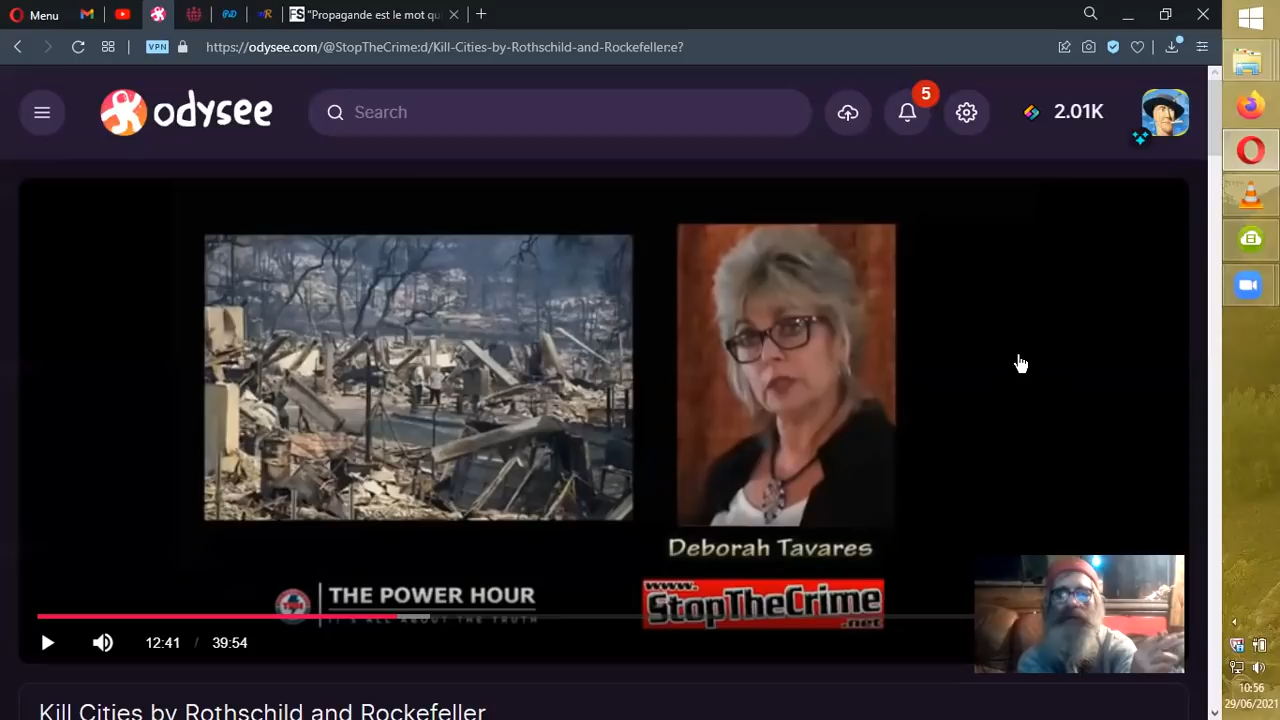 Menu
"Propagande est le mot qu
VPN
https://odysee.com/@StopTheCrime:d/Kill-Cities-by-Rothschild-and-Rockefeller:e?
odysee
Search
5
2.01K
Deborah Tavares
THE POWER HOUR
IT'S ALL ABOUT THE TRUTH
www.
StopTheCrime
.net
12:41 / 39:54
Kill Cities by Rothschild and Rockefeller
10:56
29/06/2021